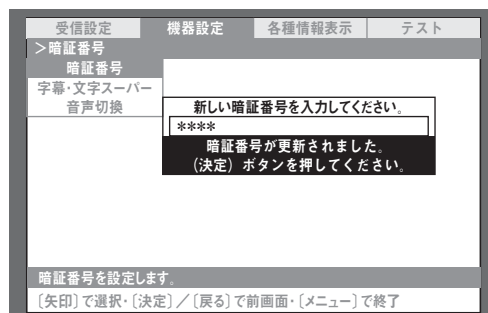 受信設定 機器設定 各種情報表示 テスト
＞暗証番号
暗証番号
字幕・文字スーパー
音声切換
新しい暗証番号を入力してください。
****
暗証番号が更新されました。
(決定) ボタンを押してください。
暗証番号を設定します。
〔矢印〕で選択・〔決定〕／〔戻る〕で前画面・〔メニュー〕で終了